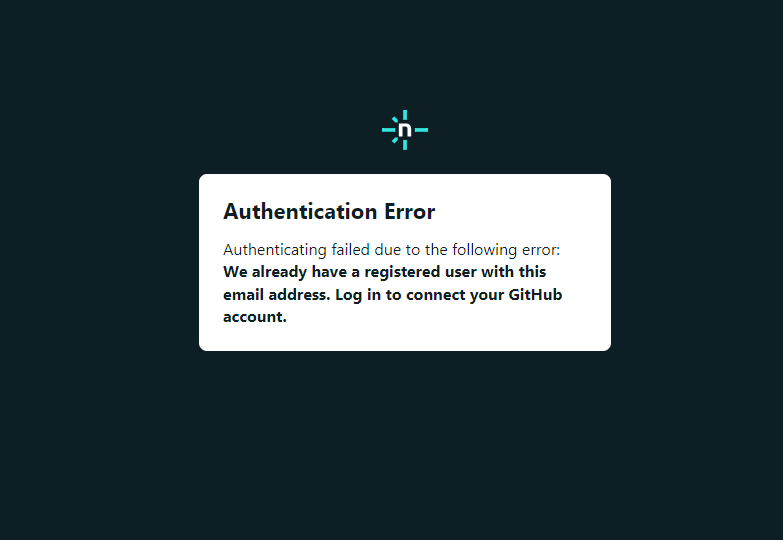 n
Authentication Error
Authenticating failed due to the following error:
We already have a registered user with this
email address. Log in to connect your GitHub
account.